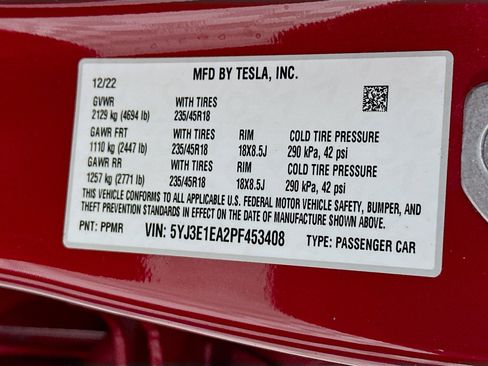 MFD BY TESLA, INC.
12/22
GVWR WITH TIRES
2129 kg (4694 lb) 235/45R18
GAWR FRT WITH TIRES RIM COLD TIRE PRESSURE
1110 kg (2447 lb) 235/45R18 18X8.5J 290 kPa, 42 psi
GAWR RR WITH TIRES RIM COLD TIRE PRESSURE
1257 kg (2771 lb) 235/45R18 18X8.5J 290 kPa, 42 psi
THIS VEHICLE CONFORMS TO ALL APPLICABLE U.S. FEDERAL MOTOR VEHICLE SAFETY, BUMPER, AND
THEFT PREVENTION STANDARDS IN EFFECT ON THE DATE OF MANUFACTURE SHOWN ABOVE.
PNT: PPMR VIN: 5YJ3E1EA2PF453408 TYPE: PASSENGER CAR